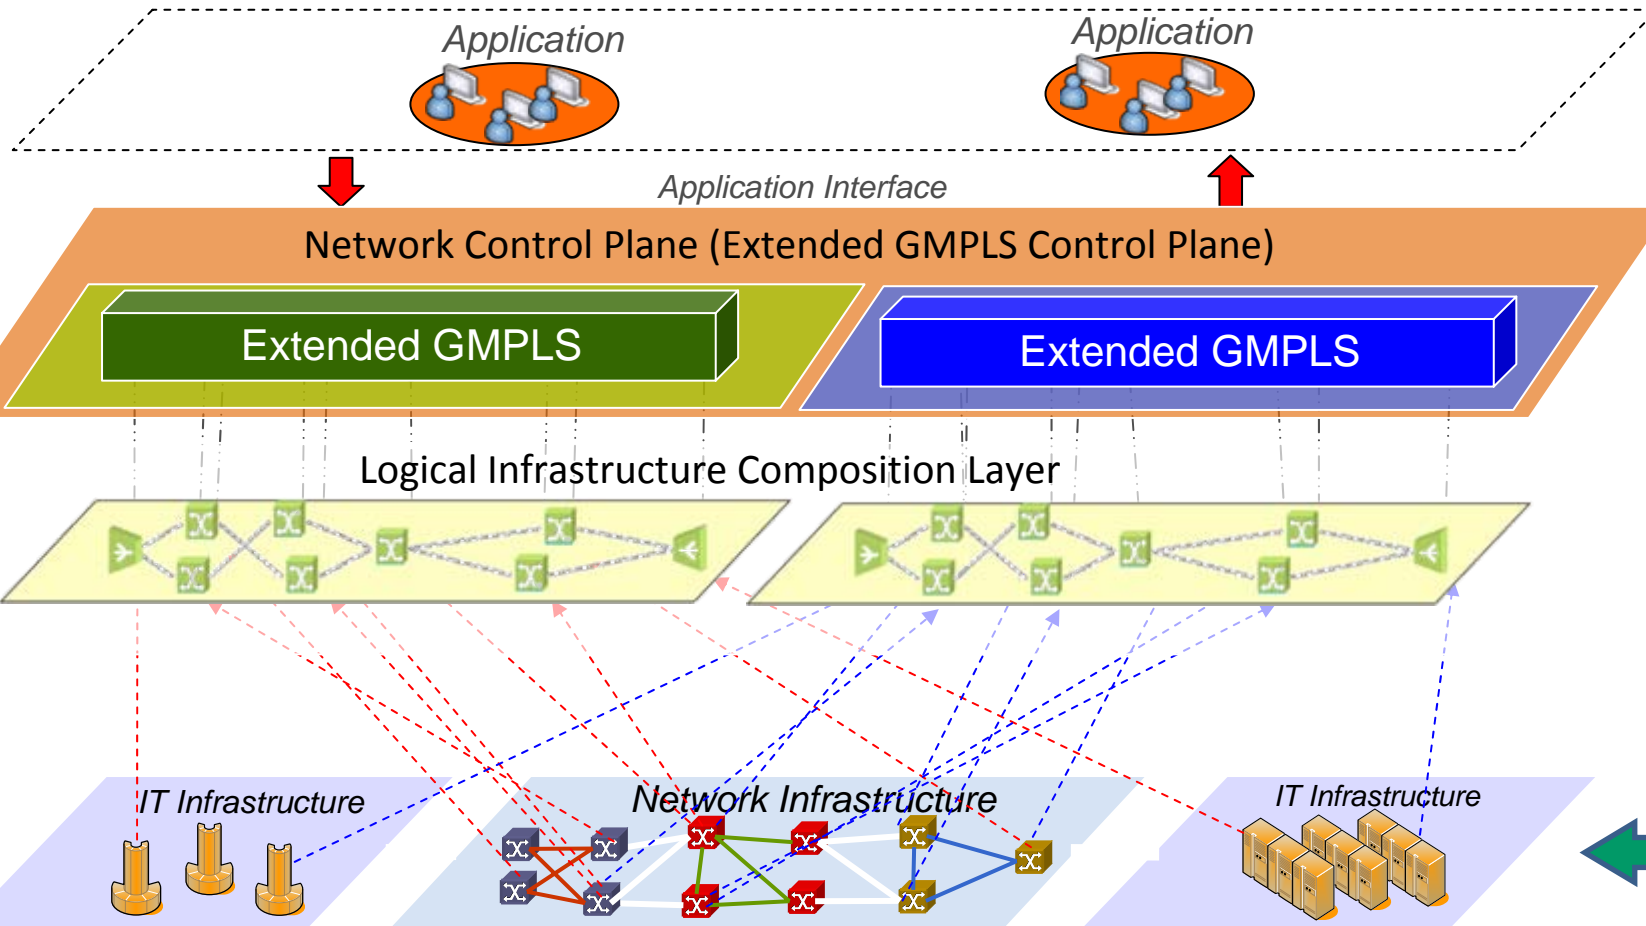 Application
Application
Application Interface
Network Control Plane (Extended GMPLS Control Plane)
Extended GMPLS
Extended GMPLS
Logical Infrastructure Composition Layer
IT Infrastructure
Network Infrastructure
IT Infrastructure